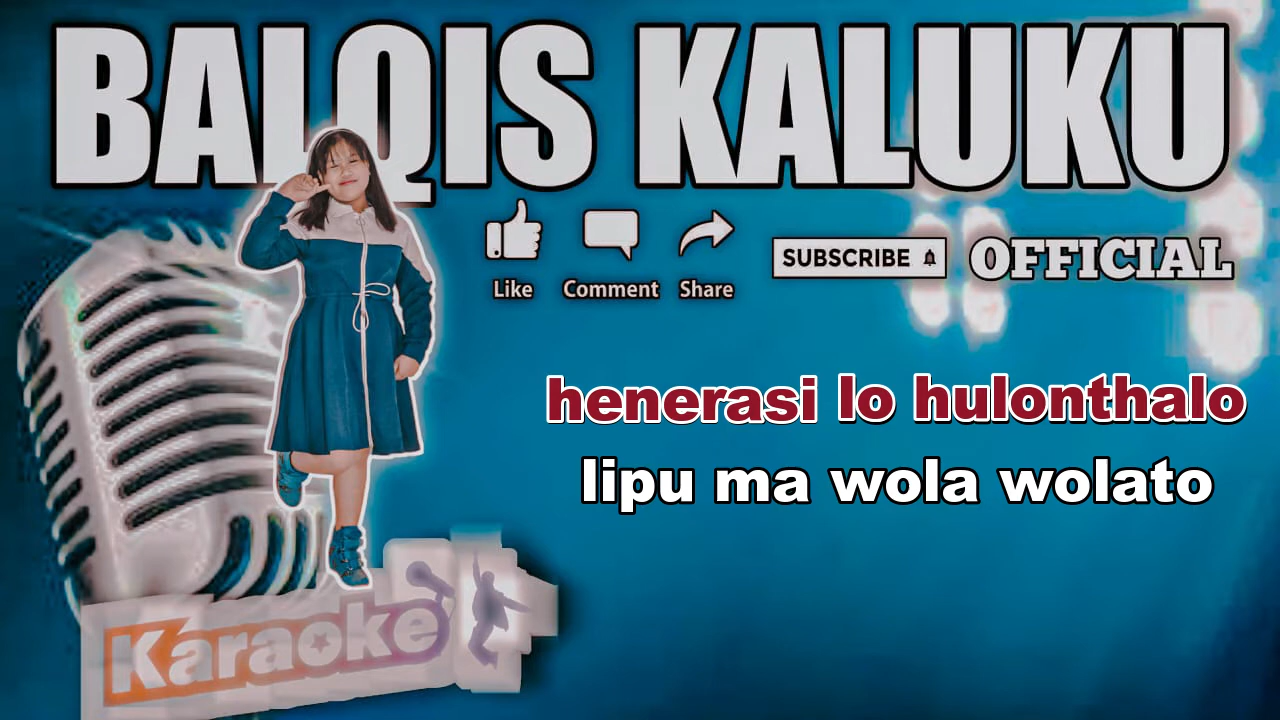 BALQIS KALUKU
Like Comment Share
SUBSCRIBE OFFICIAL
henerasi lo hulonthalo
lipu ma wola wolato
Karaoke